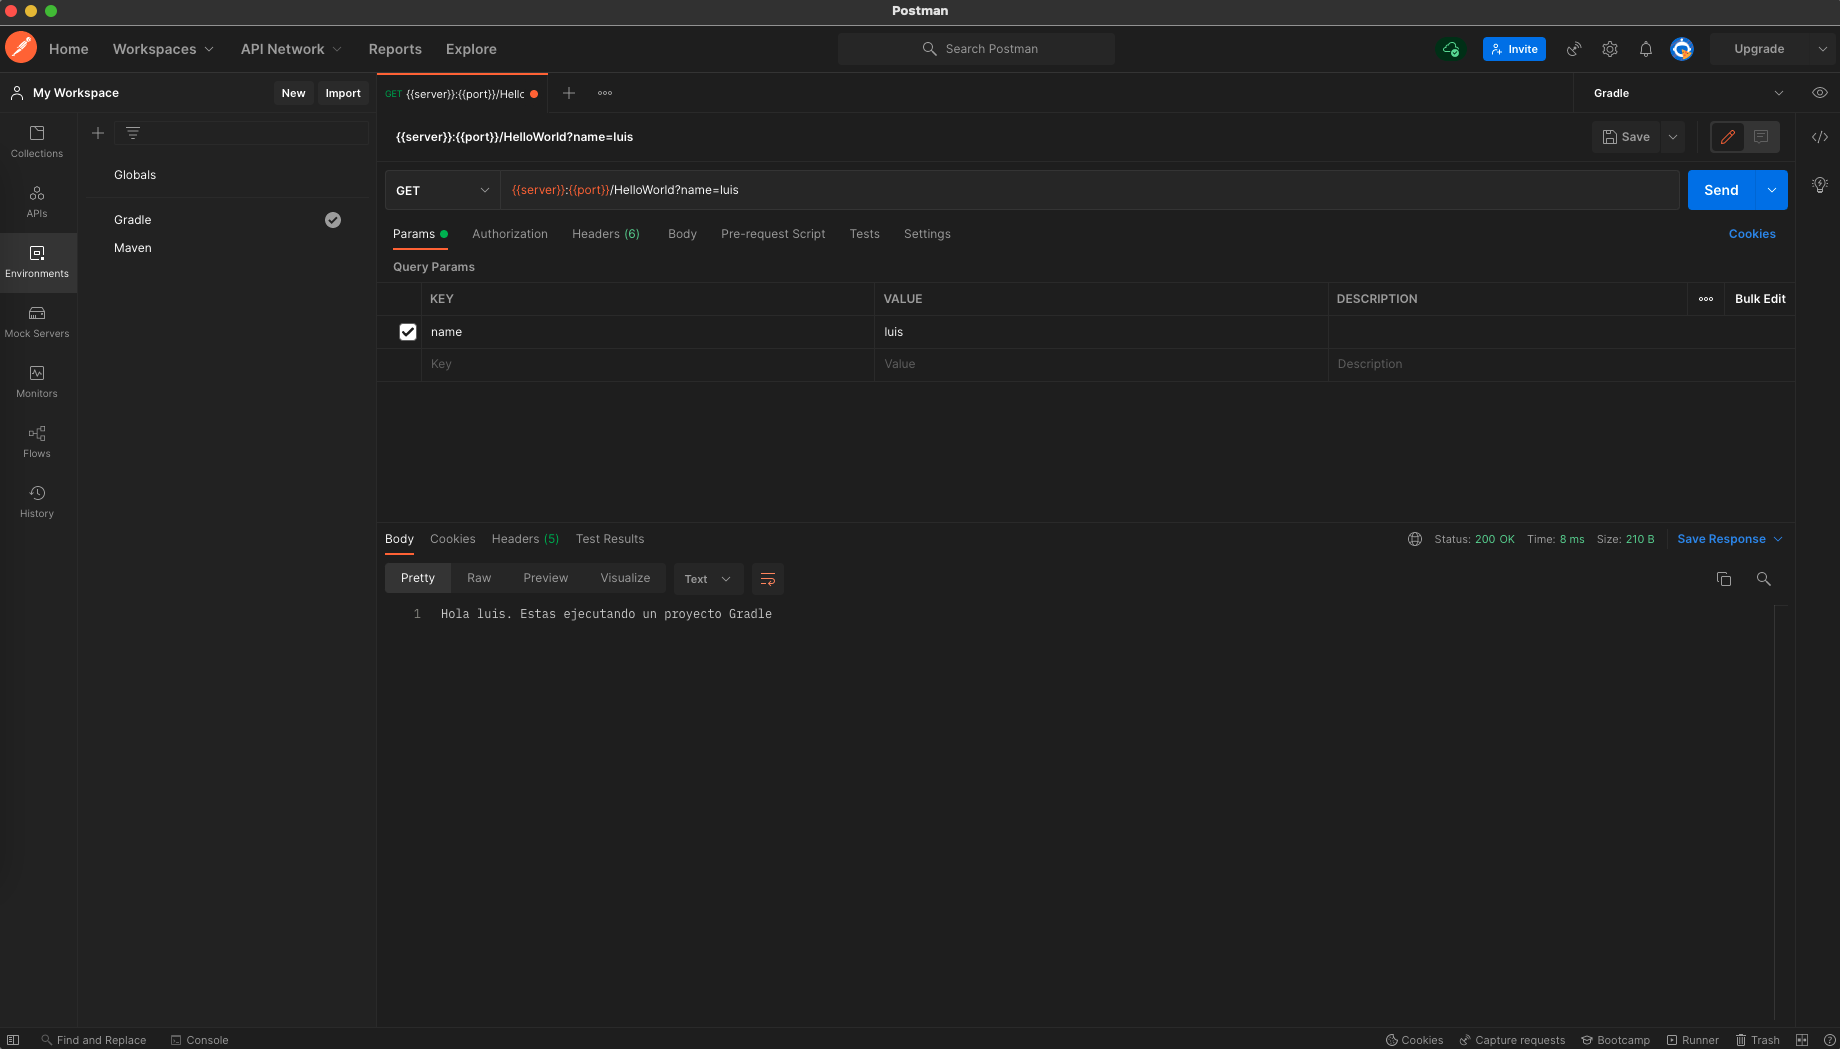 Postman
Home Workspaces API Network Reports Explore Search Postman Invite Upgrade
My Workspace New Import GET {{server}}:{{port}}/Hello Gradle
{{server}}:{{port}}/HelloWorld?name=luis Save
Collections
APIs
Environments
Mock Servers
Monitors
Flows
History
Globals
Gradle
Maven
GET {{server}}:{{port}}/HelloWorld?name=luis Send
Params Authorization Headers (6) Body Pre-request Script Tests Settings Cookies
Query Params
KEY VALUE DESCRIPTION Bulk Edit
name luis
Key Value Description
Body Cookies Headers (5) Test Results Status: 200 OK Time: 8 ms Size: 210 B Save Response
Pretty Raw Preview Visualize Text
1 Hola luis. Estas ejecutando un proyecto Gradle
Find and Replace Console Cookies Capture requests Bootcamp Runner Trash